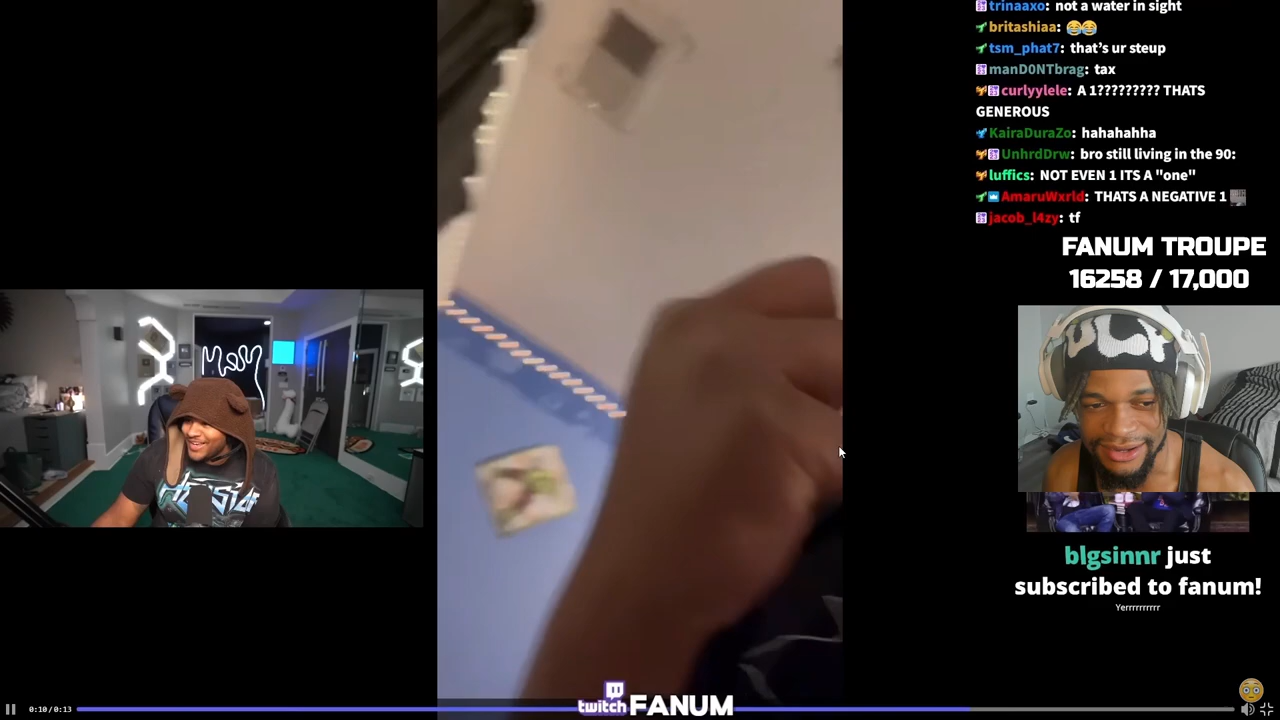 trinaaxo: not a water in sight
britashiaa: 😂😂
tsm_phat7: that's ur steup
manD0NTbrag: tax
curlyylele: A 1????????? THATS
GENEROUS
KairaDuraZo: hahahahha
UnhrdDrw: bro still living in the 90:
luffics: NOT EVEN 1 ITS A "one"
AmaruWxrld: THATS A NEGATIVE 1
jacob_l4zy: tf
FANUM TROUPE
16258 / 17,000
blgsinnr just
subscribed to fanum!
Yerrrrrrrrrr
twitch FANUM
0:10 / 0:13